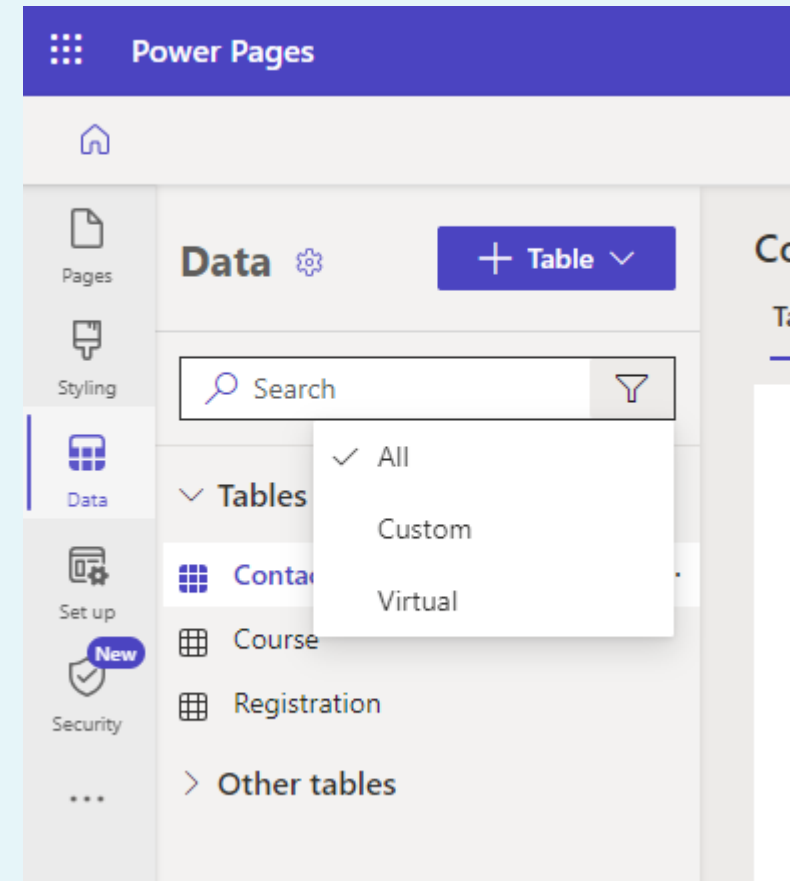 Power Pages
Pages
Styling
Data
Set up
New
Security
Data
Table
Search
All
Custom
Virtual
Tables
Course
Registration
Other tables